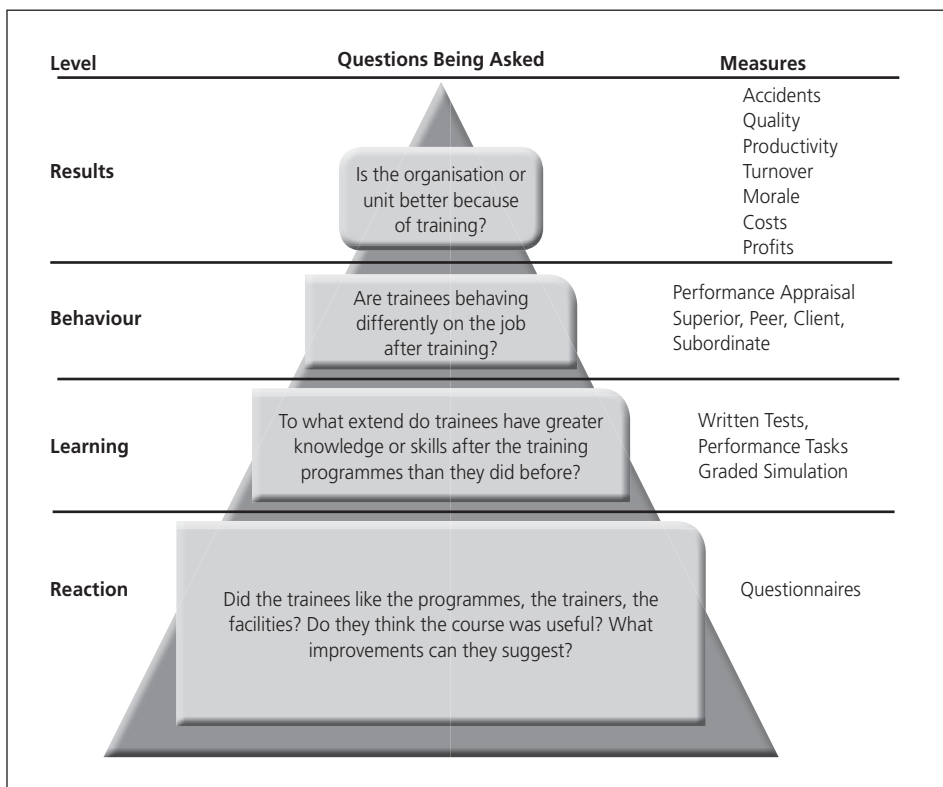 Level
Questions Being Asked
Measures
Results
Is the organisation or
unit better because
of training?
Accidents
Quality
Productivity
Turnover
Morale
Costs
Profits
Behaviour
Are trainees behaving
differently on the job
after training?
Performance Appraisal
Superior, Peer, Client,
Subordinate
Learning
To what extend do trainees have greater
knowledge or skills after the training
programmes than they did before?
Written Tests,
Performance Tasks
Graded Simulation
Reaction
Did the trainees like the programmes, the trainers, the
facilities? Do they think the course was useful? What
improvements can they suggest?
Questionnaires